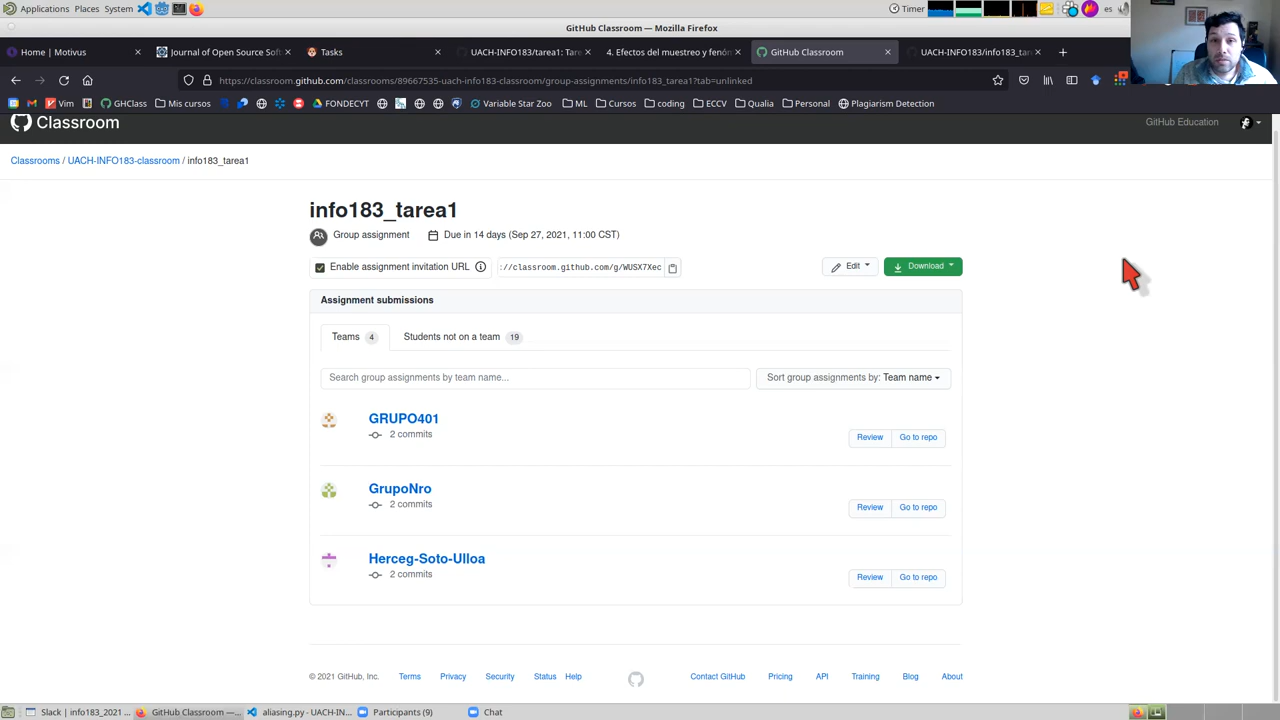 Applications Places System Timer es
GitHub Classroom — Mozilla Firefox
Home | Motivus
Journal of Open Source Soft
Tasks
UACH-INFO183 Tarea1: Tare
4. Efectos del muestreo y fenóm
GitHub Classroom
UACH-INFO183/info183_tar
https://classroom.github.com/classrooms/89667535-uach-info183-classroom/group-assignments/info183_tarea1?tab=unlinked
Vim GHClass Mis cursos FONDECYT Variable Star Zoo ML Cursos coding ECCV Qualia Personal Plagiarism Detection
Classroom
GitHub Education
Classrooms / UACH-INFO183-classroom / info183_tarea1
info183_tarea1
Group assignment Due in 14 days (Sep 27, 2021, 11:00 CST)
Enable assignment invitation URL ://classroom.github.com/g/WUSX7Xec Edit Download
Assignment submissions
Teams 4 Students not on a team 19
Search group assignments by team name... Sort group assignments by: Team name
GRUPO401
2 commits
Review Go to repo
GrupoNro
2 commits
Review Go to repo
Herceg-Soto-Ulloa
2 commits
Review Go to repo
© 2021 GitHub, Inc. Terms Privacy Security Status Help Contact GitHub Pricing API Training Blog About
Slack | info183_2021 ... GitHub Classroom —... aliasing.py - UACH-IN... Participants (9) Chat